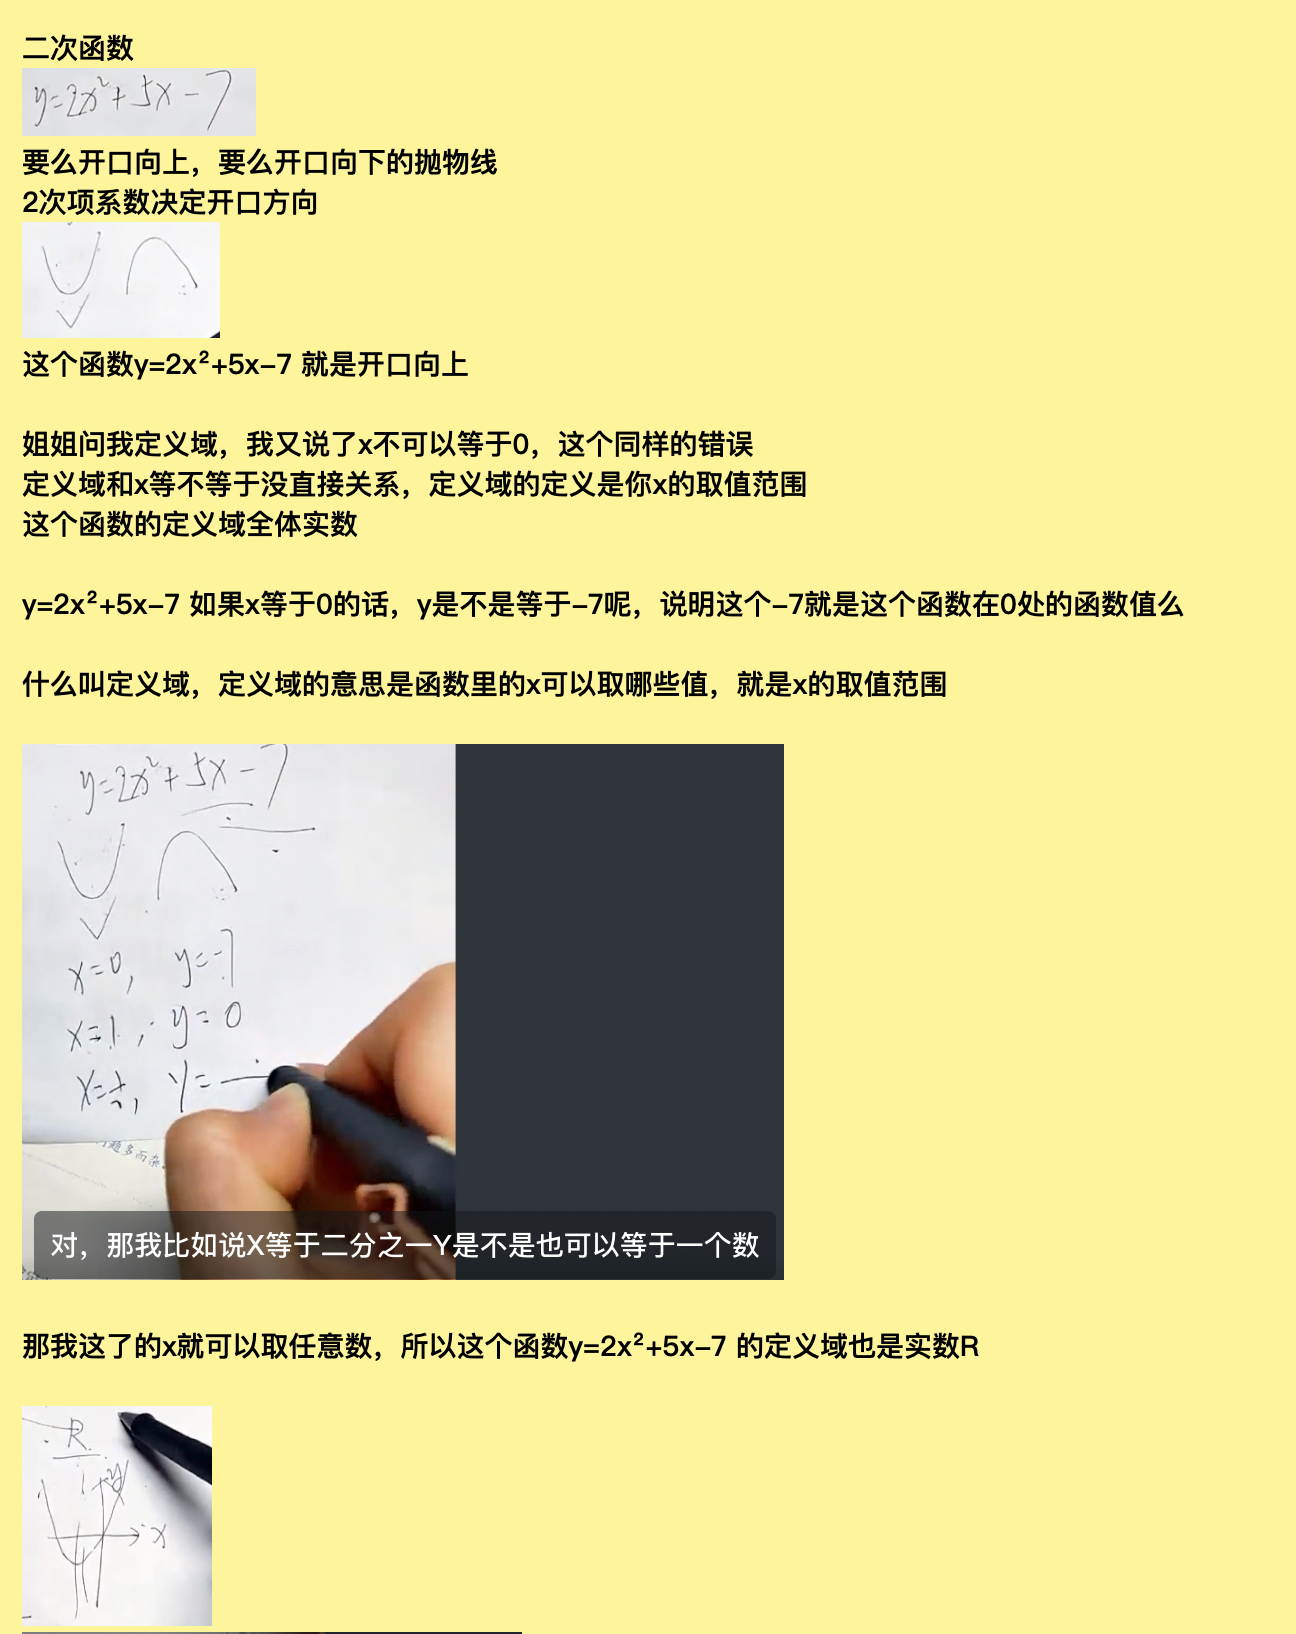 二次函数
y=2x²+5x-7
要么开口向上，要么开口向下的抛物线
2次项系数决定开口方向
这个函数y=2x²+5x-7 就是开口向上
姐姐问我定义域，我又说了x不可以等于0，这个同样的错误
定义域和x等不等于没直接关系，定义域的定义是你x的取值范围
这个函数的定义域全体实数
y=2x²+5x-7 如果x等于0的话，y是不是等于-7呢，说明这个-7就是这个函数在0处的函数值么
什么叫定义域，定义域的意思是函数里的x可以取哪些值，就是x的取值范围
y=2x²+5x-7
x=0, y=-7
x=1, y=0
x=½, y=
题多而杂
对，那我比如说X等于二分之一Y是不是也可以等于一个数
那我这了的x就可以取任意数，所以这个函数y=2x²+5x-7 的定义域也是实数R
R
y
x